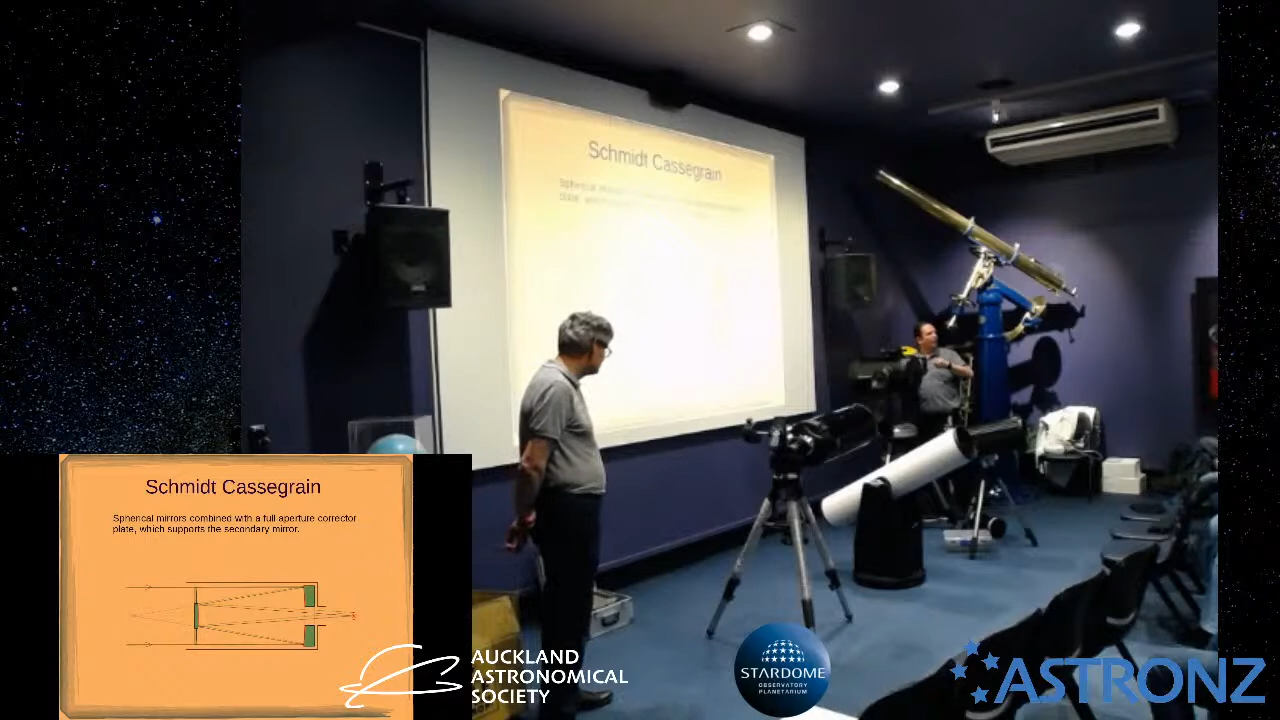 Schmidt Cassegrain
Schmidt Cassegrain
Spherical mirrors combined with a full aperture corrector
plate, which supports the secondary mirror.
AUCKLAND
ASTRONOMICAL
SOCIETY
STARDOME
OBSERVATORY
PLANETARIUM
ASTRONZ